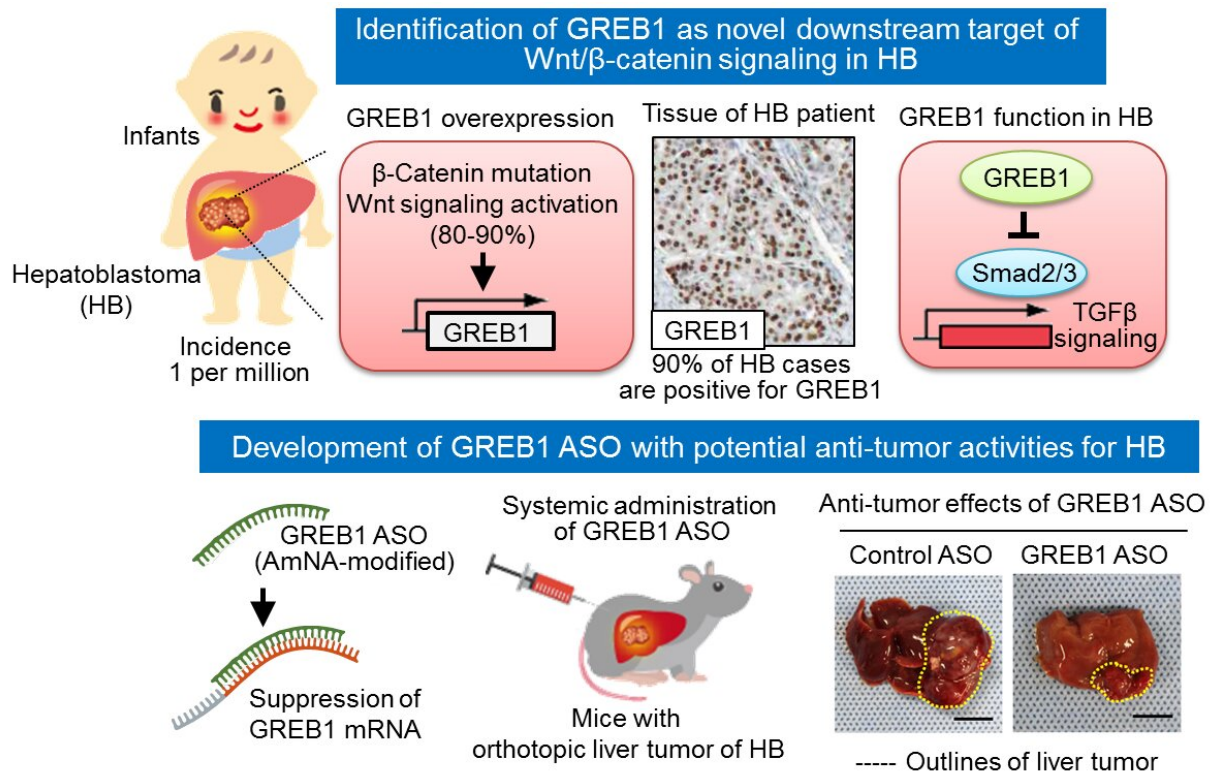 Identification of GREB1 as novel downstream target of
Wnt/β-catenin signaling in HB
Infants
Hepatoblastoma
(HB)
Incidence
1 per million
GREB1 overexpression
β-Catenin mutation
Wnt signaling activation
(80-90%)
GREB1
Tissue of HB patient
GREB1
90% of HB cases
are positive for GREB1
GREB1 function in HB
GREB1
Smad2/3
TGFβ
signaling
Development of GREB1 ASO with potential anti-tumor activities for HB
GREB1 ASO
(AmNA-modified)
Suppression of
GREB1 mRNA
Systemic administration
of GREB1 ASO
Mice with
orthotopic liver tumor of HB
Anti-tumor effects of GREB1 ASO
Control ASO
GREB1 ASO
----- Outlines of liver tumor